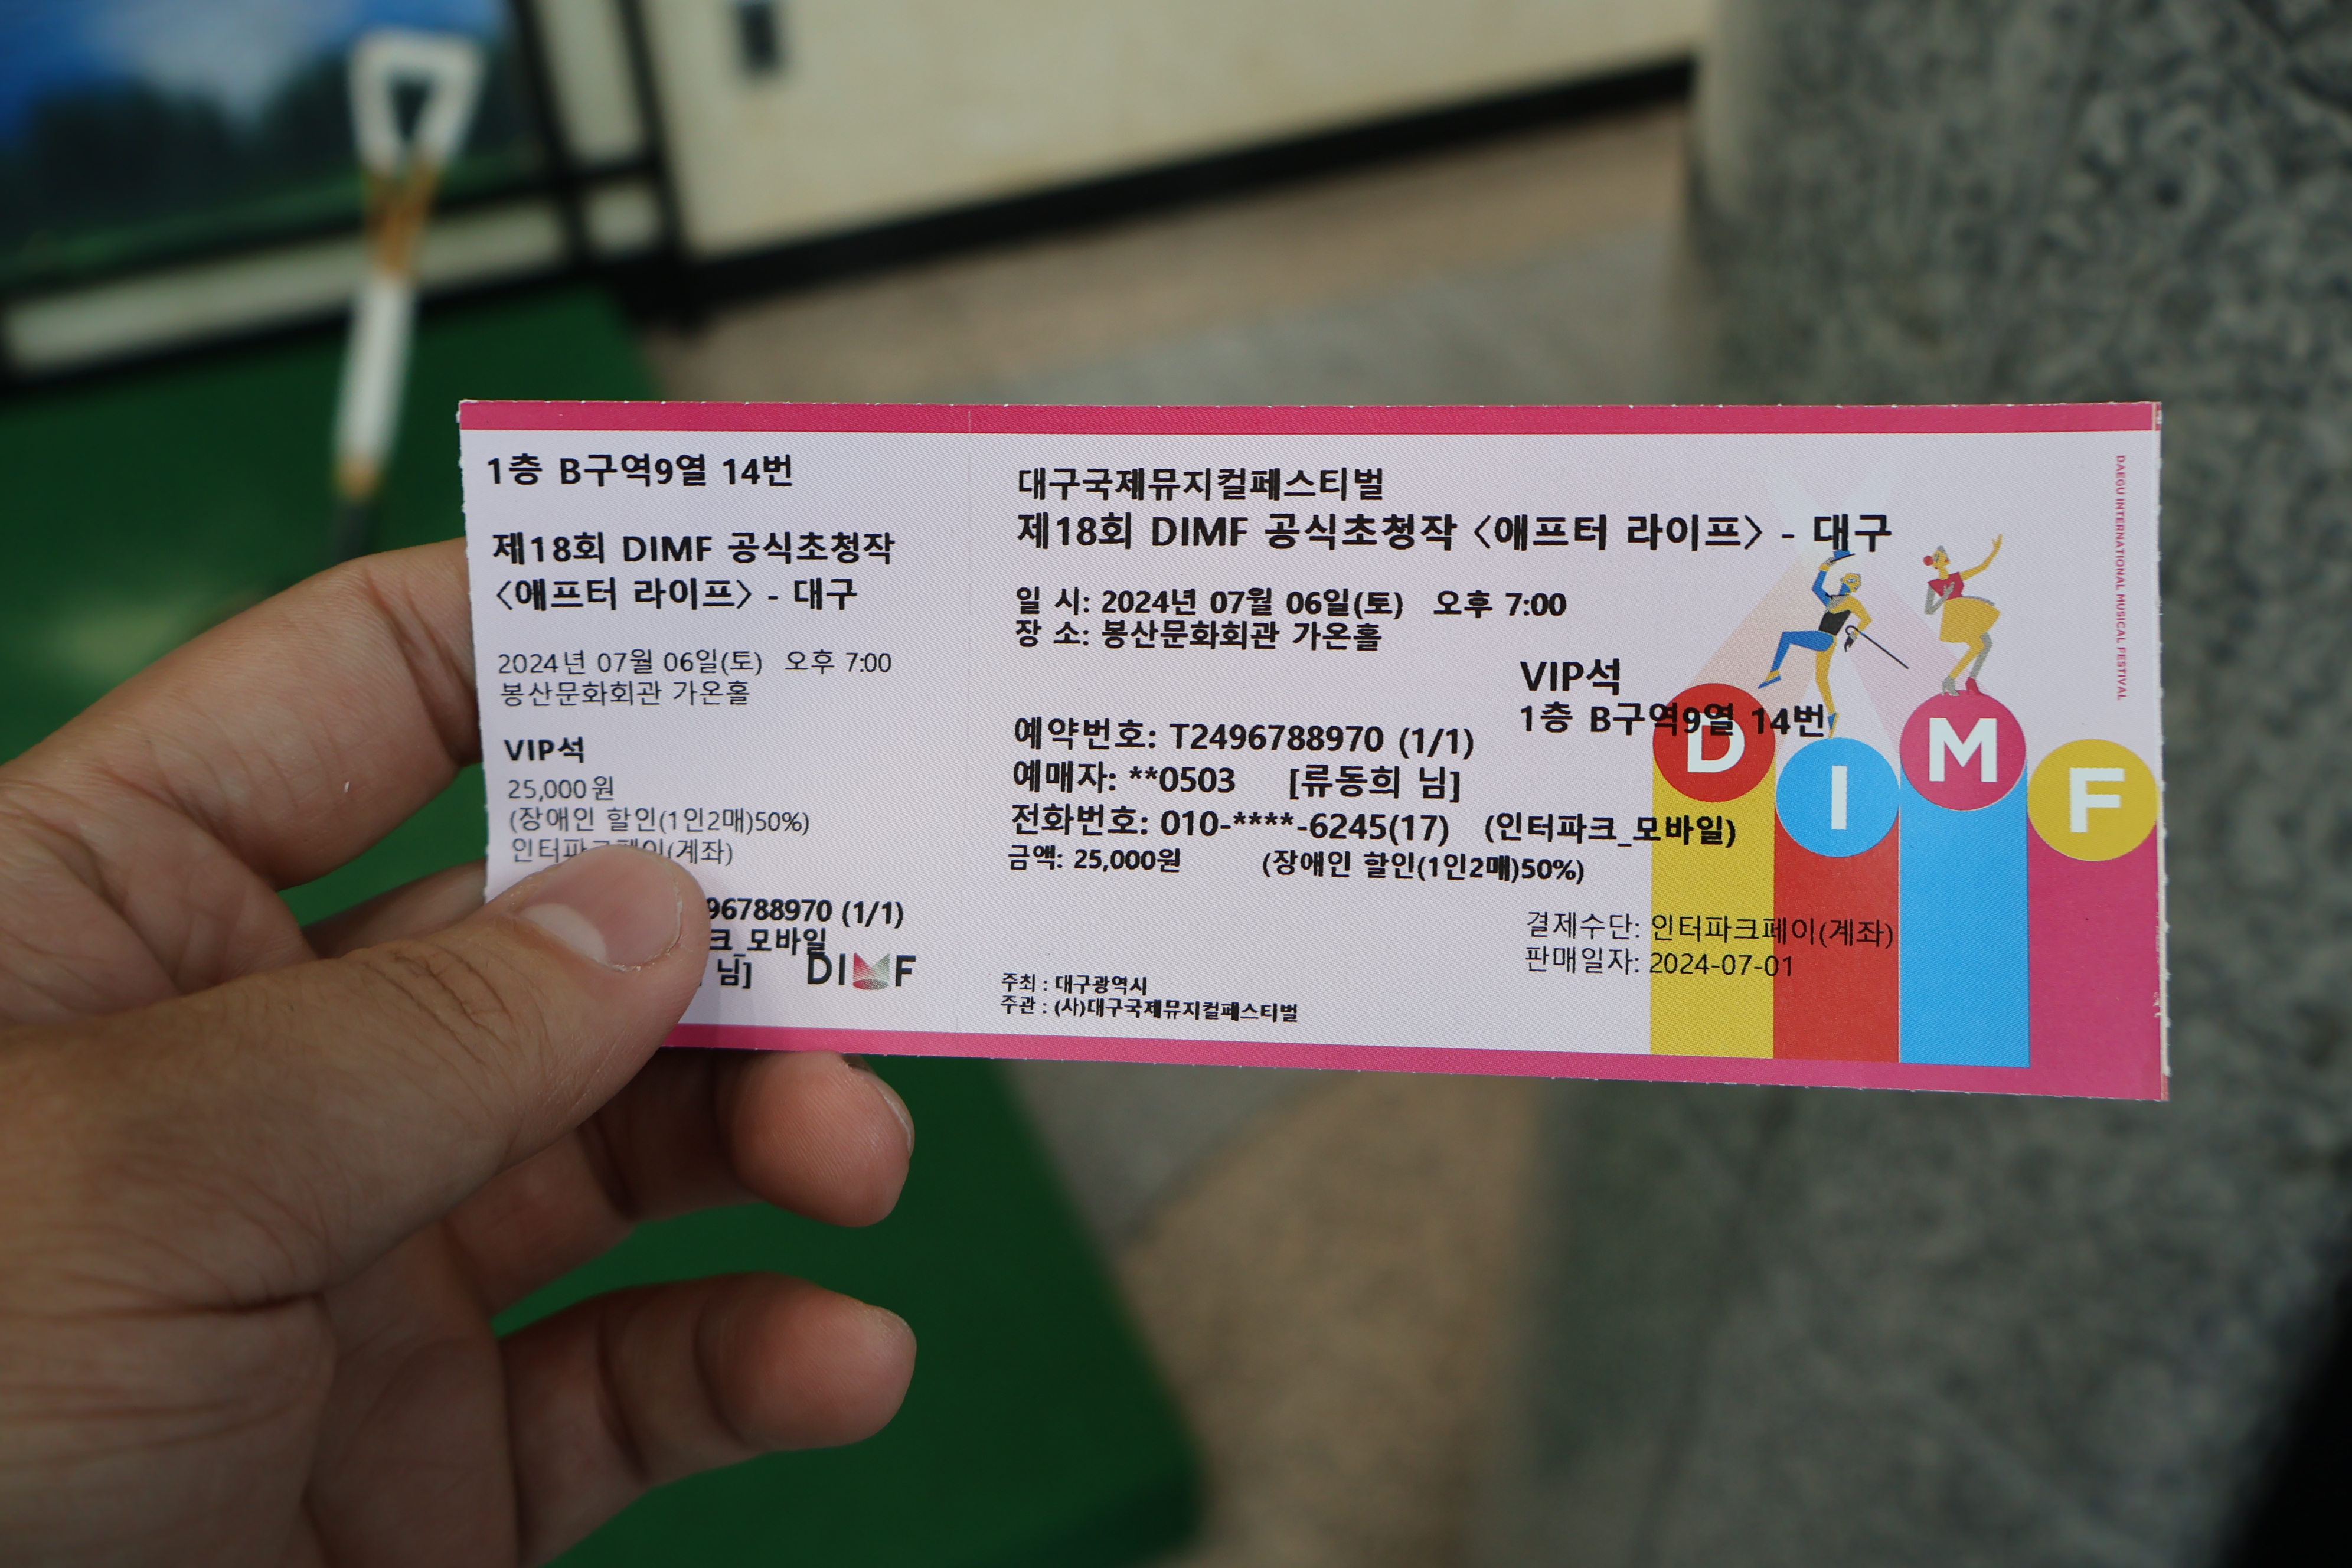 1층 B구역9열 14번
제18회 DIMF 공식초청작
〈애프터 라이프〉 - 대구
2024년 07월 06일(토) 오후 7:00
봉산문화회관 가온홀
VIP석
25,000원
(장애인 할인(1인2매)50%)
인터파크페이(계좌)
96788970 (1/1)
크_모바일
님]
DIMF
대구국제뮤지컬페스티벌
제18회 DIMF 공식초청작 〈애프터 라이프〉 - 대구
일 시: 2024년 07월 06일(토) 오후 7:00
장 소: 봉산문화회관 가온홀
VIP석
1층 B구역9열 14번
예약번호: T2496788970 (1/1)
예매자: **0503 [류동희 님]
전화번호: 010-****-6245(17) (인터파크_모바일)
금액: 25,000원 (장애인 할인(1인2매)50%)
결제수단: 인터파크페이(계좌)
판매일자: 2024-07-01
주최 : 대구광역시
주관 : (사)대구국제뮤지컬페스티벌
DIMF
DAEGU INTERNATIONAL MUSICAL FESTIVAL